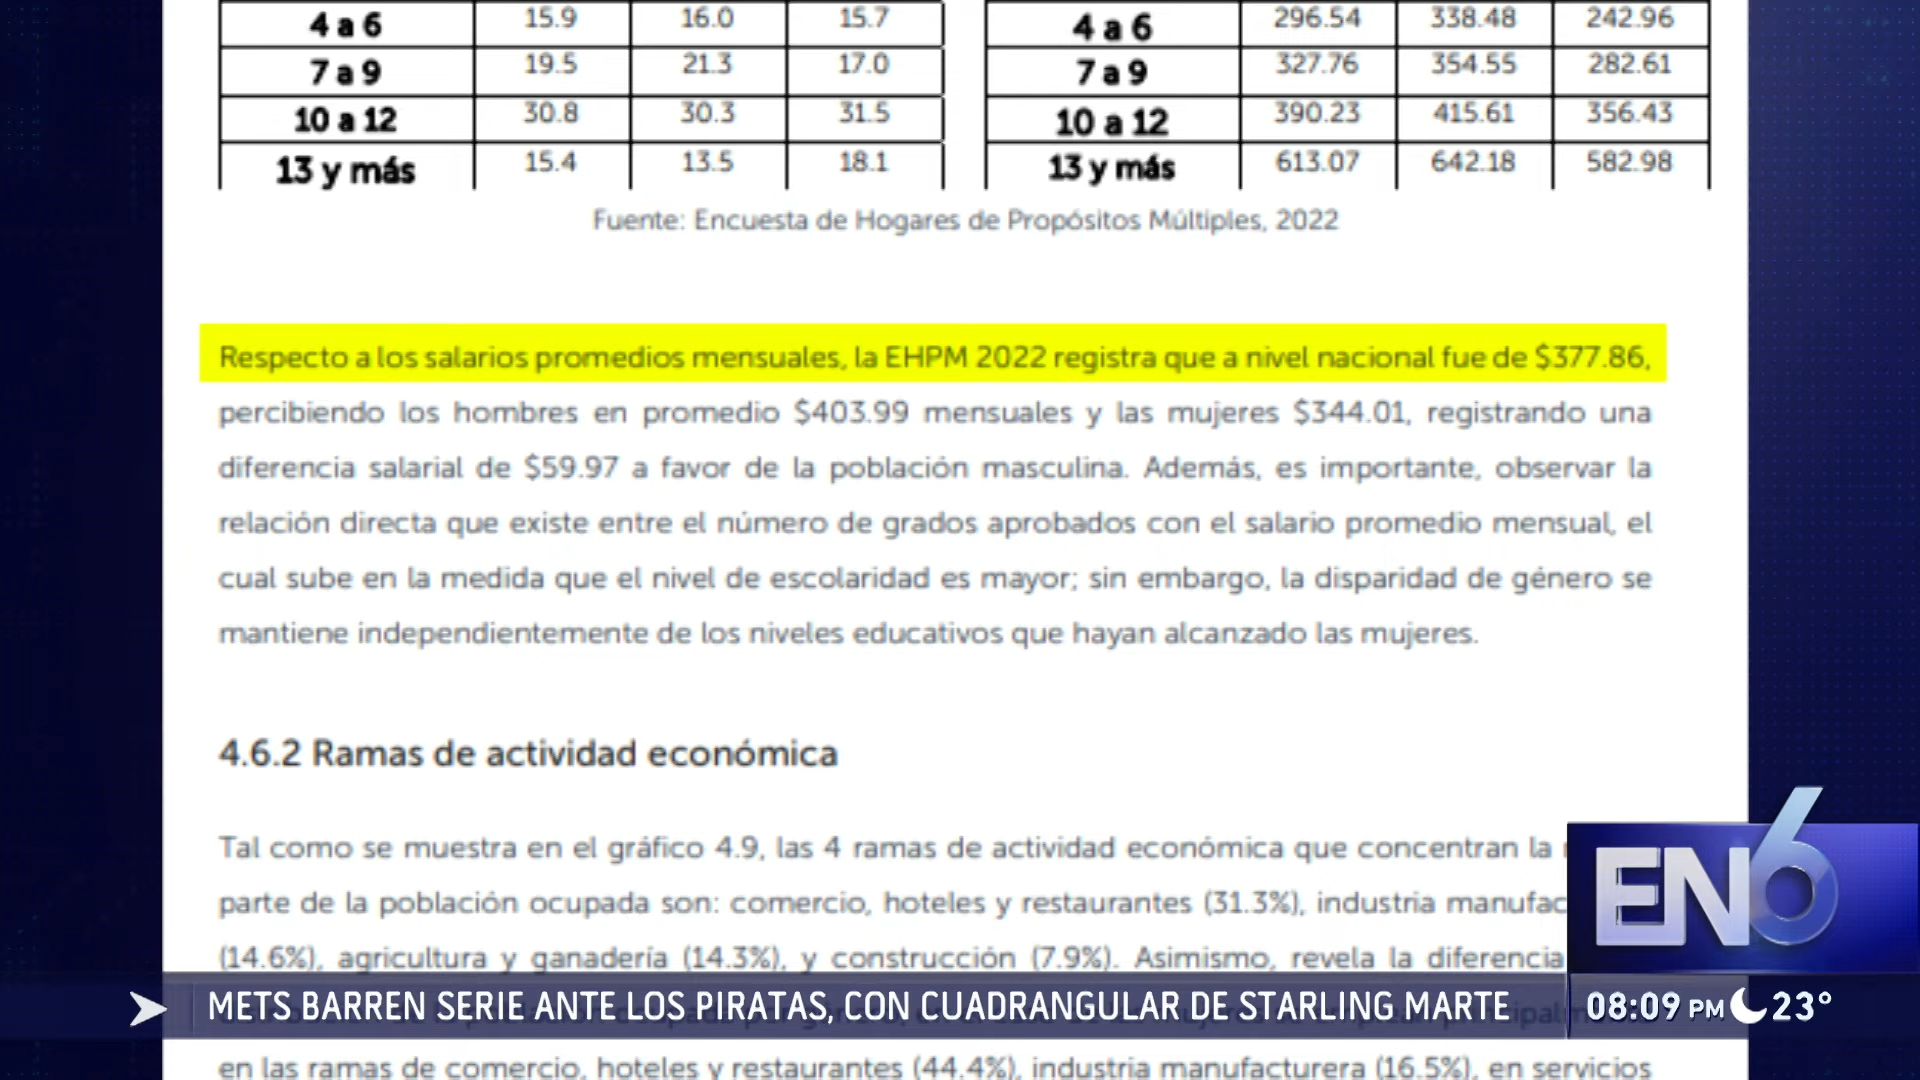 4 a 6 15.9 16.0 15.7 4 a 6 296.54 338.48 242.96
7 a 9 19.5 21.3 17.0 7 a 9 327.76 354.55 282.61
10 a 12 30.8 30.3 31.5 10 a 12 390.23 415.61 356.43
13 y más 15.4 13.5 18.1 13 y más 613.07 642.18 582.98
Fuente: Encuesta de Hogares de Propósitos Múltiples, 2022
Respecto a los salarios promedios mensuales, la EHPM 2022 registra que a nivel nacional fue de $377.86,
percibiendo los hombres en promedio $403.99 mensuales y las mujeres $344.01, registrando una
diferencia salarial de $59.97 a favor de la población masculina. Además, es importante, observar la
relación directa que existe entre el número de grados aprobados con el salario promedio mensual, el
cual sube en la medida que el nivel de escolaridad es mayor; sin embargo, la disparidad de género se
mantiene independientemente de los niveles educativos que hayan alcanzado las mujeres.
4.6.2 Ramas de actividad económica
Tal como se muestra en el gráfico 4.9, las 4 ramas de actividad económica que concentran la
parte de la población ocupada son: comercio, hoteles y restaurantes (31.3%), industria manufac
(14.6%), agricultura y ganadería (14.3%), y construcción (7.9%). Asimismo, revela la diferencia
EN6
METS BARREN SERIE ANTE LOS PIRATAS, CON CUADRANGULAR DE STARLING MARTE 08:09 PM 23°
en las ramas de comercio, hoteles y restaurantes (44.4%), industria manufacturera (16.5%), en servicios